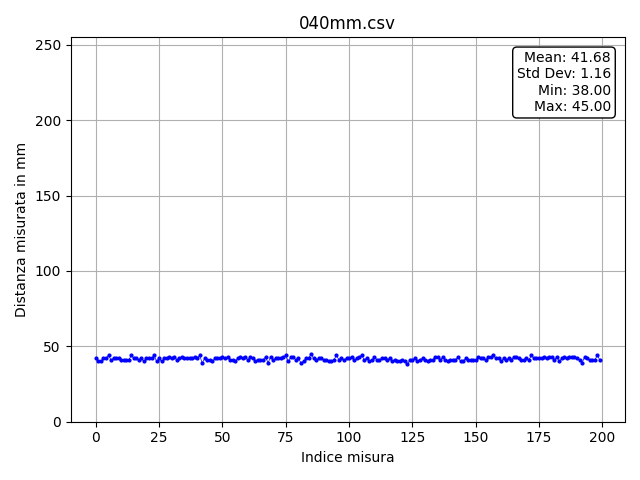 040mm.csv
Mean: 41.68
Std Dev: 1.16
Min: 38.00
Max: 45.00
Distanza misurata in mm
250
200
150
100
50
0
0 25 50 75 100 125 150 175 200
Indice misura